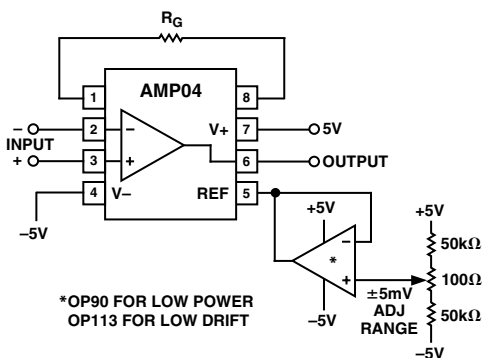 RG
AMP04
1
8
– 2 – V+ 7 5V
INPUT
+ 3 + 6 OUTPUT
4 V– REF 5
–5V
+5V
–
*
+
–5V
±5mV
ADJ
RANGE
+5V
50kΩ
100Ω
50kΩ
–5V
*OP90 FOR LOW POWER
OP113 FOR LOW DRIFT